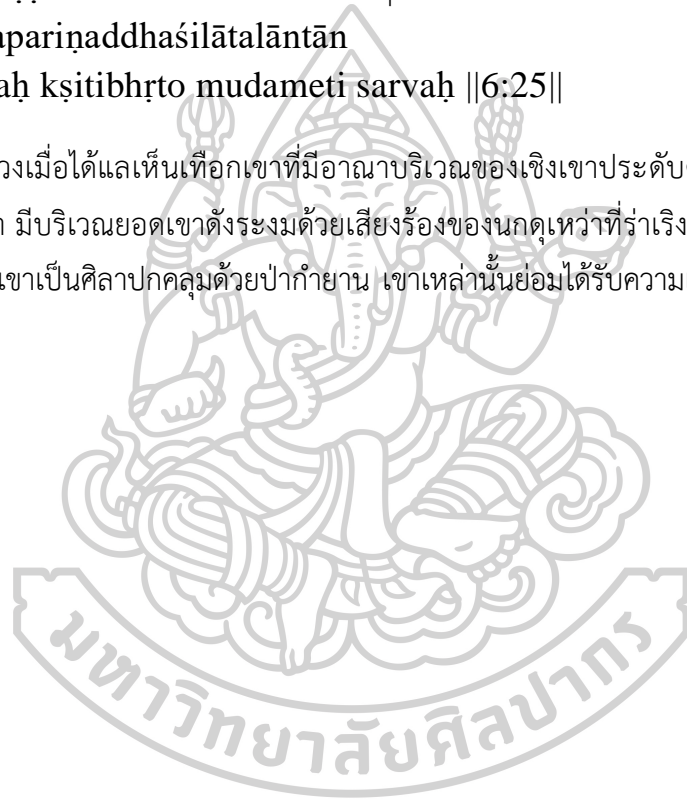 apariṇaddhaśilātalāntān
aḥ kṣitibhṛto mudameti sarvaḥ ||6:25||
วงเมื่อได้แลเห็นเทือกเขาที่มีอาณาบริเวณของเชิงเขาประดับ
มีบริเวณยอดเขาดังระงมด้วยเสียงร้องของนกดุเหว่าที่ร่าเริง
เขาเป็นศิลาปกคลุมด้วยป่ากำยาน เขาเหล่านั้นย่อมได้รับความ
มหาวิทยาลัยศิลปากร